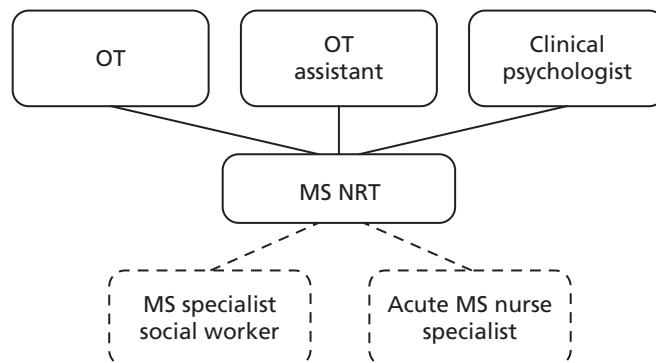 OT
OT
assistant
Clinical
psychologist
MS NRT
MS specialist
social worker
Acute MS nurse
specialist